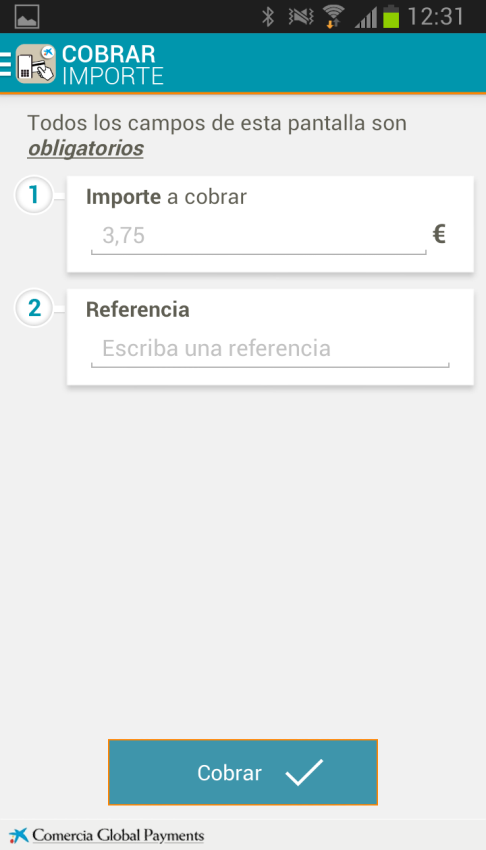 12:31
COBRAR
IMPORTE
Todos los campos de esta pantalla son
obligatorios
1
Importe a cobrar
3,75 €
2
Referencia
Escriba una referencia
Cobrar
Comercia Global Payments